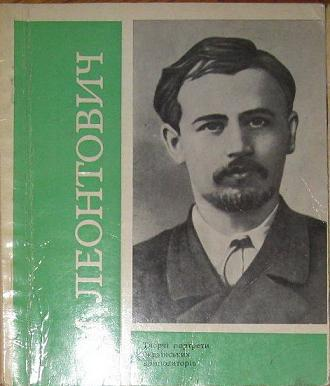 ЛЕОНТОВИЧ
Творчі портрети
українських
композиторів